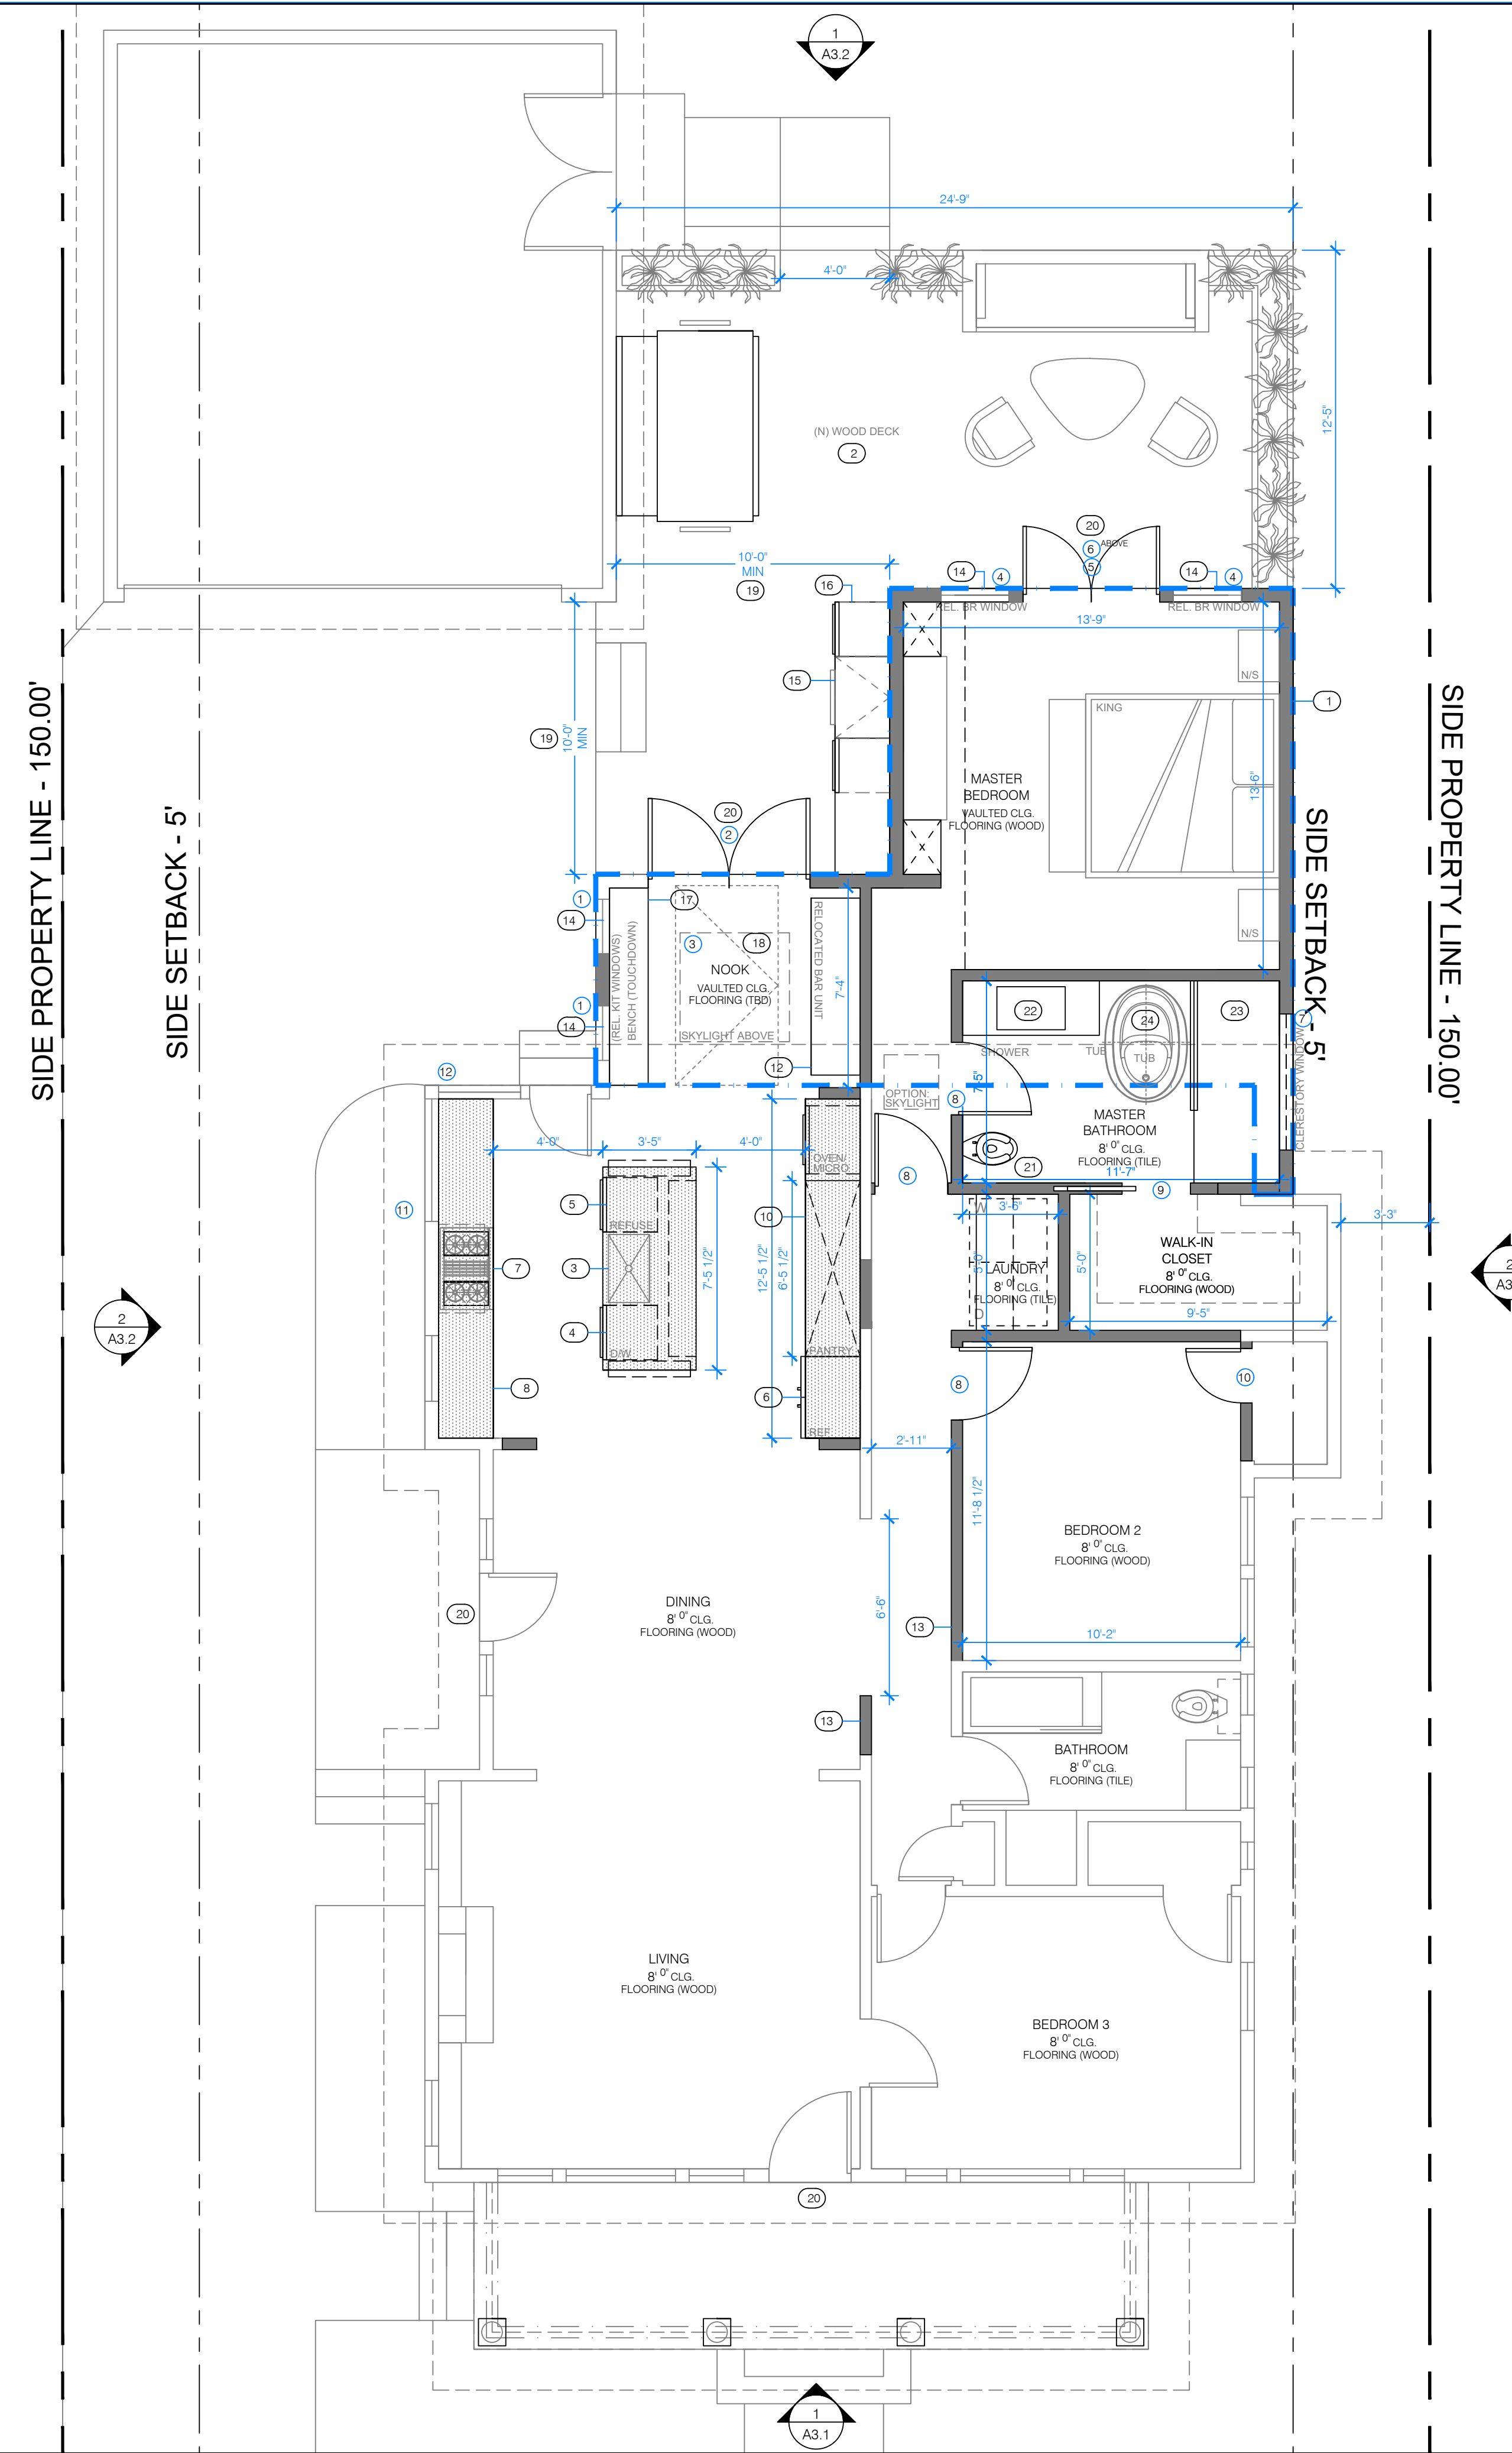 1
A3.2
24'-9"
4'-0"
12'-5"
(N) WOOD DECK
2
20
6
ABOVE
5
10'-0"
MIN
19
16
14
4
14
4
REL. BR WINDOW
REL. BR WINDOW
13'-9"
X
N/S
15
KING
1
SIDE PROPERTY LINE - 150.00'
SIDE SETBACK - 5'
19
10'-0"
MIN
MASTER
BEDROOM
VAULTED CLG.
FLOORING (WOOD)
13'-6"
SIDE SETBACK - 5'
SIDE PROPERTY LINE - 150.00'
20
2
X
1
14
17
(REL. KIT WINDOWS)
BENCH (TOUCHDOWN)
3
18
NOOK
VAULTED CLG.
FLOORING (TBD)
SKYLIGHT ABOVE
RELOCATED BAR UNIT
7'-4"
N/S
1
14
12
22
24
TUB
23
7
CLERESTORY WINDOW
SHOWER
TUB
7'-5"
12
OPTION:
SKYLIGHT
8
MASTER
BATHROOM
8' 0" CLG.
FLOORING (TILE)
11'-7"
21
4'-0"
3'-5"
4'-0"
OVEN/
MICRO
8
9
11
5
REFUSE
10
W
3'-6"
3'-3"
3
7
7'-5 1/2"
12'-5 1/2"
6'-5 1/2"
5'-0"
LAUNDRY
8' 0" CLG.
FLOORING (TILE)
D
5'-0"
WALK-IN
CLOSET
8' 0" CLG.
FLOORING (WOOD)
9'-5"
2
A3.2
2
4
D/W
PANTRY
8
6
REF.
8
10
2'-11"
11'-8 1/2"
BEDROOM 2
8' 0" CLG.
FLOORING (WOOD)
DINING
8' 0" CLG.
FLOORING (WOOD)
20
6'-6"
13
10'-2"
13
BATHROOM
8' 0" CLG.
FLOORING (TILE)
LIVING
8' 0" CLG.
FLOORING (WOOD)
BEDROOM 3
8' 0" CLG.
FLOORING (WOOD)
20
1
A3.1